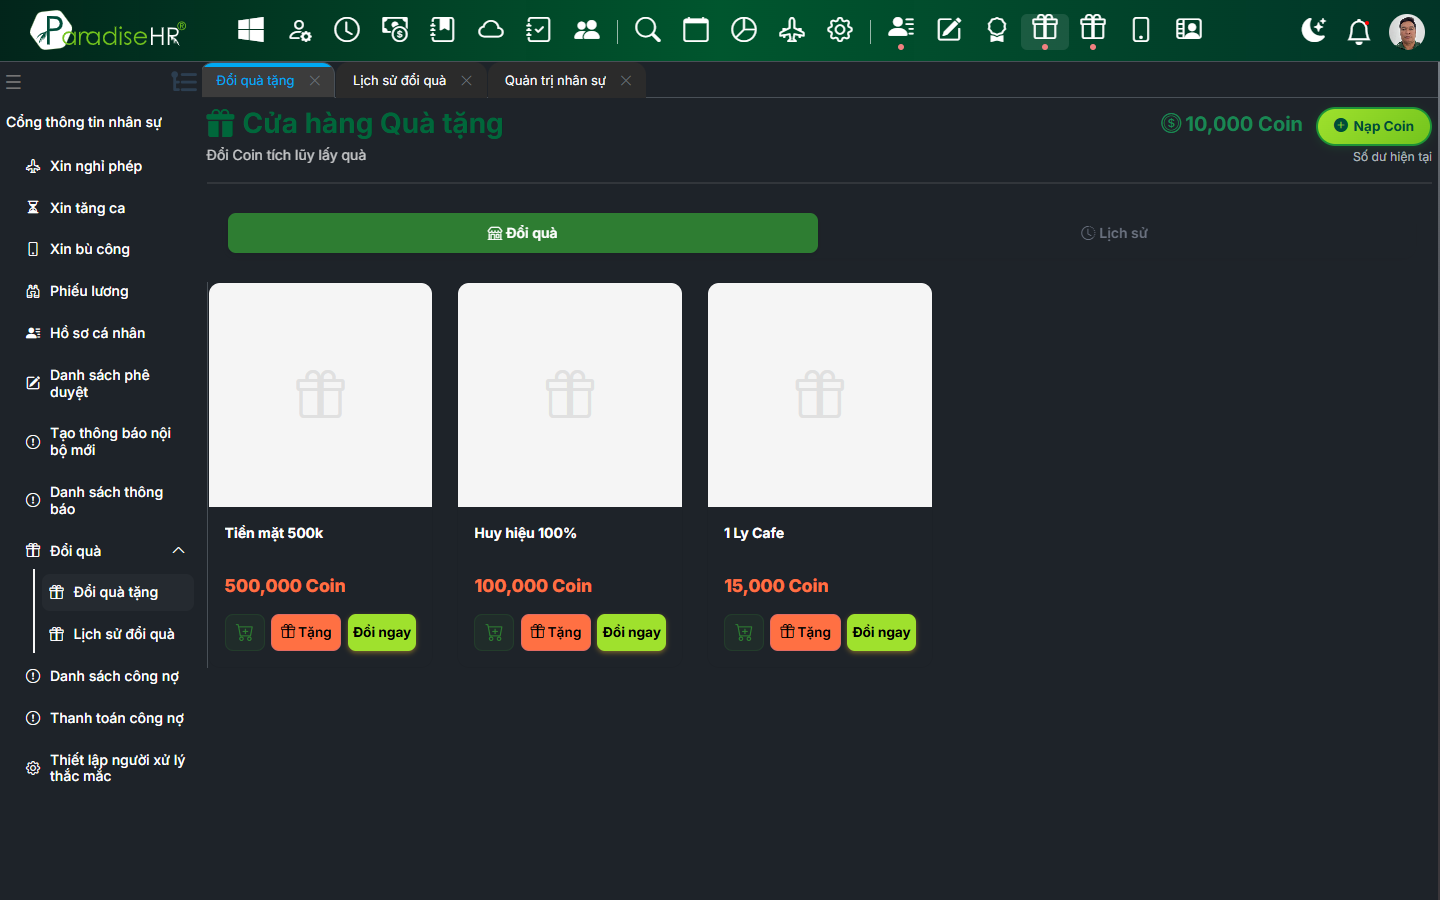 ParadiseHR®
Đổi quà tặng
Lịch sử đổi quà
Quản trị nhân sự
Cổng thông tin nhân sự
Xin nghỉ phép
Xin tăng ca
Xin bù công
Phiếu lương
Hồ sơ cá nhân
Danh sách phê
duyệt
Tạo thông báo nội
bộ mới
Danh sách thông
báo
Đổi quà
Đổi quà tặng
Lịch sử đổi quà
Danh sách công nợ
Thanh toán công nợ
Thiết lập người xử lý
thắc mắc
Cửa hàng Quà tặng
Đổi Coin tích lũy lấy quà
10,000 Coin
Nạp Coin
Số dư hiện tại
Đổi quà
Lịch sử
Tiền mặt 500k
500,000 Coin
Tặng
Đổi ngay
Huy hiệu 100%
100,000 Coin
Tặng
Đổi ngay
1 Ly Cafe
15,000 Coin
Tặng
Đổi ngay